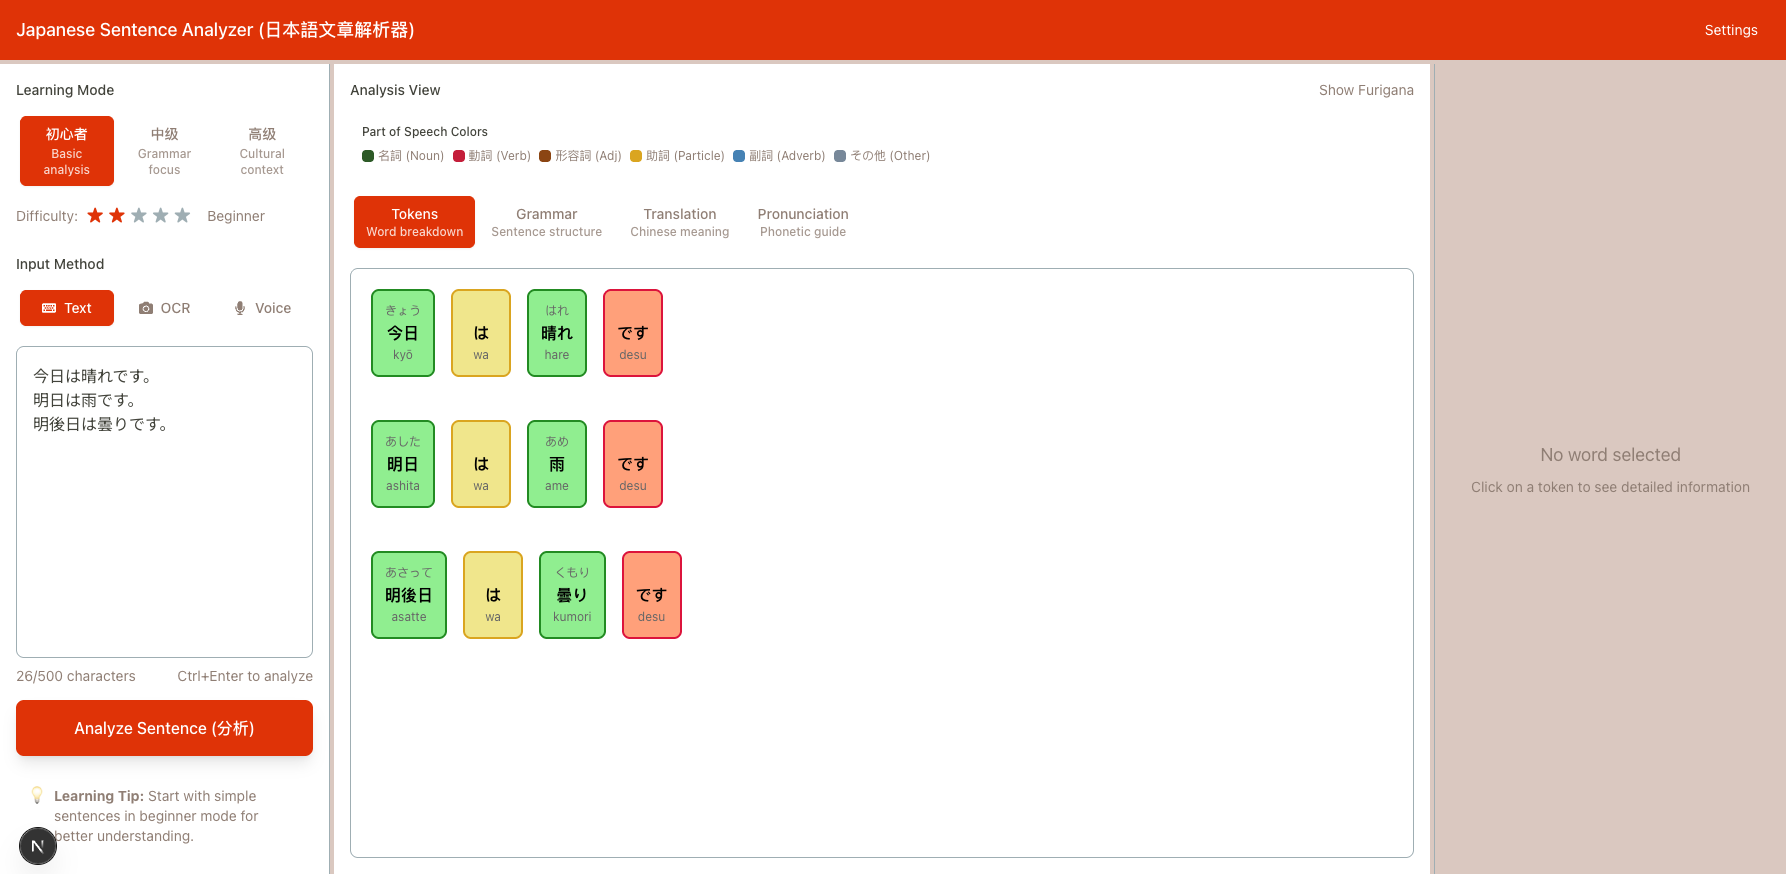 Japanese Sentence Analyzer (日本語文章解析器)
Settings
Learning Mode
初心者
Basic
analysis
中级
Grammar
focus
高级
Cultural
context
Difficulty:
Beginner
Input Method
Text
OCR
Voice
今日は晴れです。
明日は雨です。
明後日は曇りです。
26/500 characters
Ctrl+Enter to analyze
Analyze Sentence (分析)
Learning Tip: Start with simple
sentences in beginner mode for
better understanding.
N
Analysis View
Show Furigana
Part of Speech Colors
名詞 (Noun)
動詞 (Verb)
形容詞 (Adj)
助詞 (Particle)
副詞 (Adverb)
その他 (Other)
Tokens
Word breakdown
Grammar
Sentence structure
Translation
Chinese meaning
Pronunciation
Phonetic guide
きょう
今日
kyō
は
wa
はれ
晴れ
hare
です
desu
あした
明日
ashita
は
wa
あめ
雨
ame
です
desu
あさって
明後日
asatte
は
wa
くもり
曇り
kumori
です
desu
No word selected
Click on a token to see detailed information